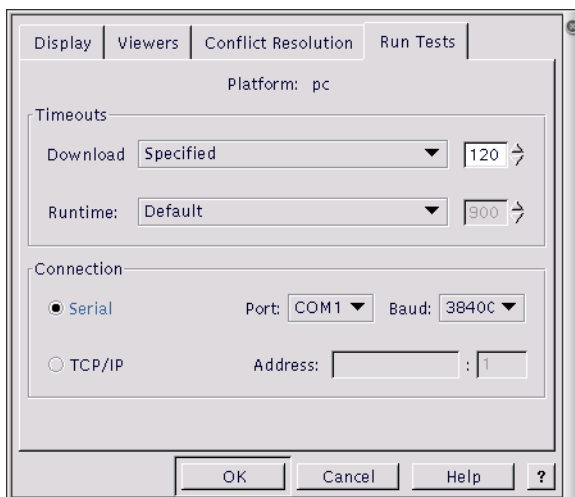 Display Viewers Conflict Resolution Run Tests
Platform: pc
Timeouts
Download Specified 120
Runtime: Default 900
Connection
Serial Port: COM1 Baud: 3840
TCP/IP Address: : 1
OK Cancel Help ?